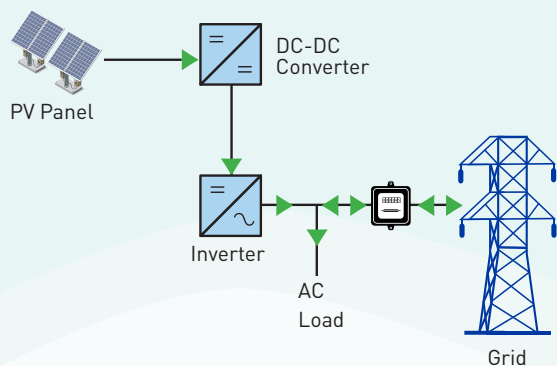 DC-DC
Converter
PV Panel
Inverter
AC
Load
Grid